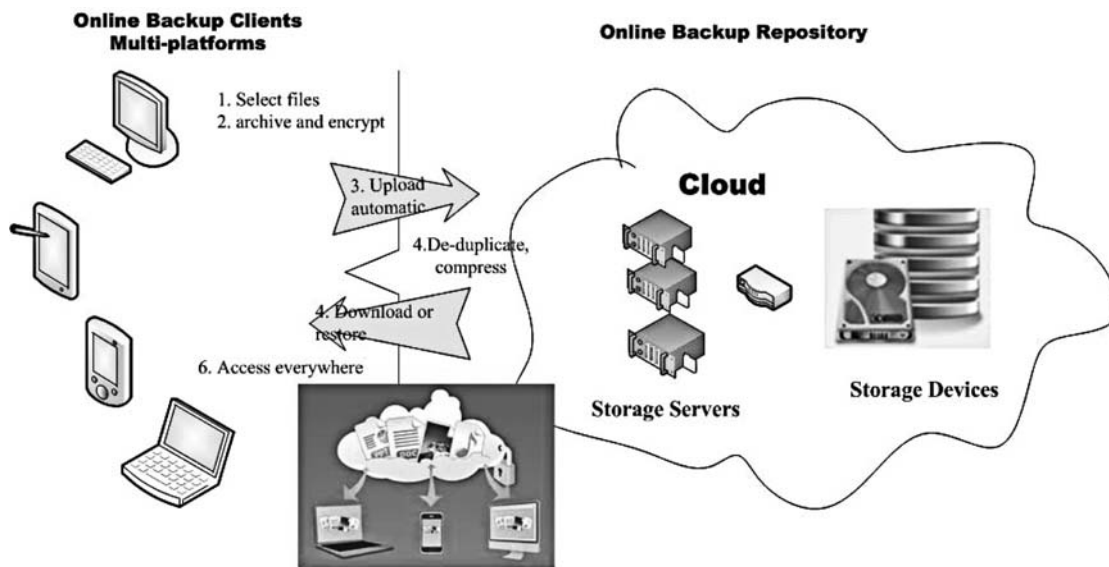 Online Backup Clients
Multi-platforms
Online Backup Repository
1. Select files
2. archive and encrypt
3. Upload
automatic
Cloud
4.De-duplicate,
compress
4. Download or
restore
6. Access everywhere
Storage Servers
Storage Devices